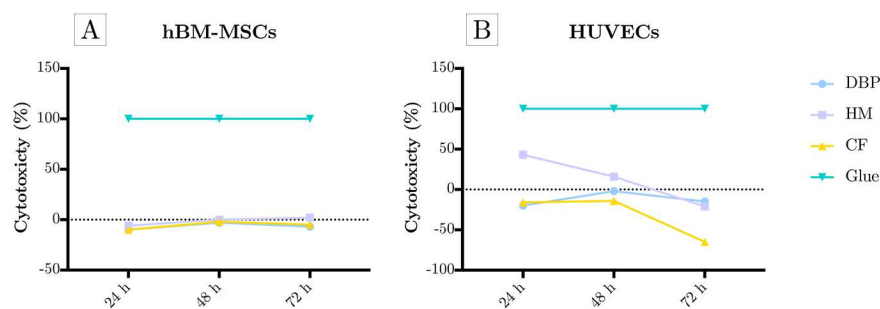 A
hBM-MSCs
Cytotoxicty (%)
150
100
50
0
-50
24 h
48 h
72 h
B
HUVECs
Cytotoxicty (%)
150
100
50
0
-50
-100
24 h
48 h
72 h
DBP
HM
CF
Glue